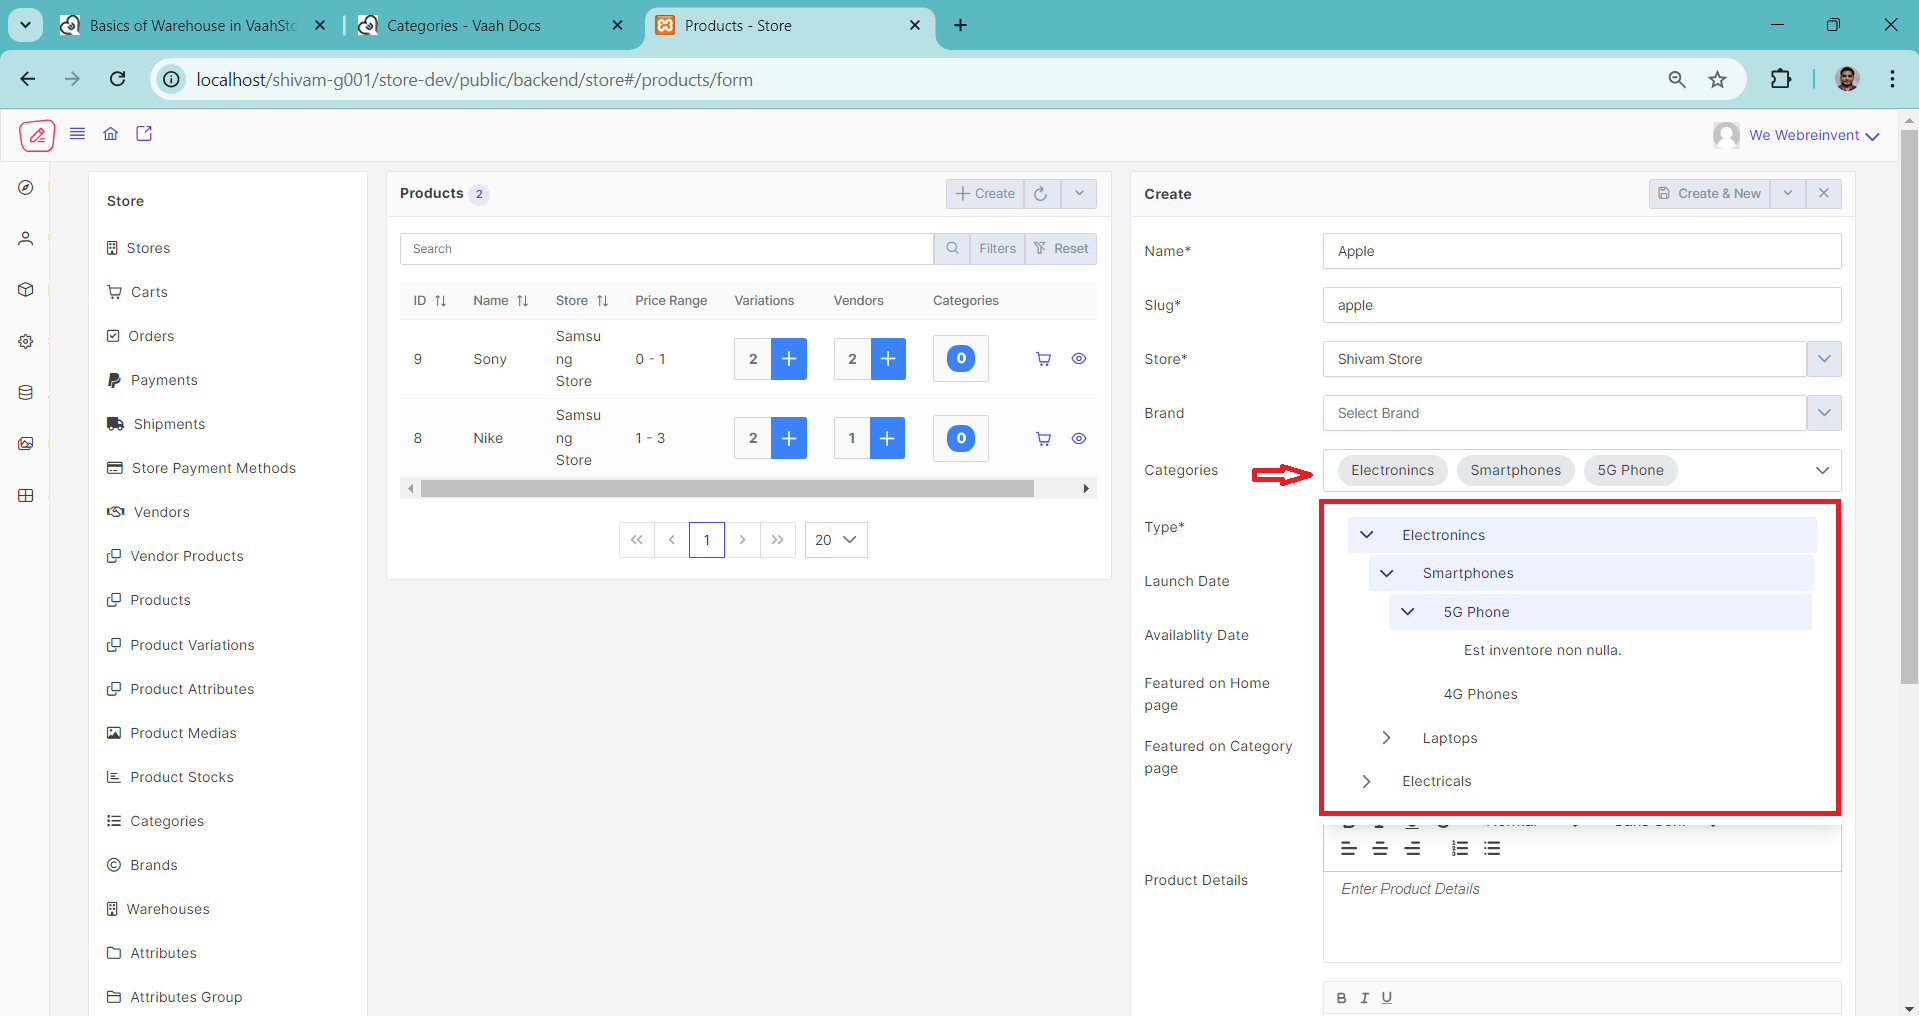 Basics of Warehouse in VaahSto
Categories - Vaah Docs
Products - Store
localhost/shivam-g001/store-dev/public/backend/store#/products/form
We Webreinvent
Store
Stores
Carts
Orders
Payments
Shipments
Store Payment Methods
Vendors
Vendor Products
Products
Product Variations
Product Attributes
Product Medias
Product Stocks
Categories
Brands
Warehouses
Attributes
Attributes Group
Products 2
Create
Search
Filters
Reset
ID Name Store Price Range Variations Vendors Categories
9 Sony Samsu
ng
Store 0 - 1 2 + 2 + 0
8 Nike Samsu
ng
Store 1 - 3 2 + 1 + 0
1
20
Create
Create & New
Name* Apple
Slug* apple
Store* Shivam Store
Brand Select Brand
Categories Electronincs Smartphones 5G Phone
Electronincs
Smartphones
5G Phone
Est inventore non nulla.
4G Phones
Laptops
Electricals
Type*
Launch Date
Availablity Date
Featured on Home
page
Featured on Category
page
Product Details
Enter Product Details
B I U